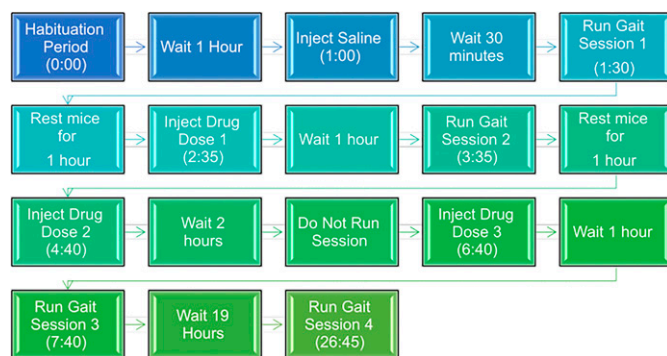 Habituation
Period
(0:00)
Wait 1 Hour
Inject Saline
(1:00)
Wait 30
minutes
Run Gait
Session 1
(1:30)
Rest mice
for
1 hour
Inject Drug
Dose 1
(2:35)
Wait 1 hour
Run Gait
Session 2
(3:35)
Rest mice
for
1 hour
Inject Drug
Dose 2
(4:40)
Wait 2
hours
Do Not Run
Session
Inject Drug
Dose 3
(6:40)
Wait 1 hour
Run Gait
Session 3
(7:40)
Wait 19
Hours
Run Gait
Session 4
(26:45)